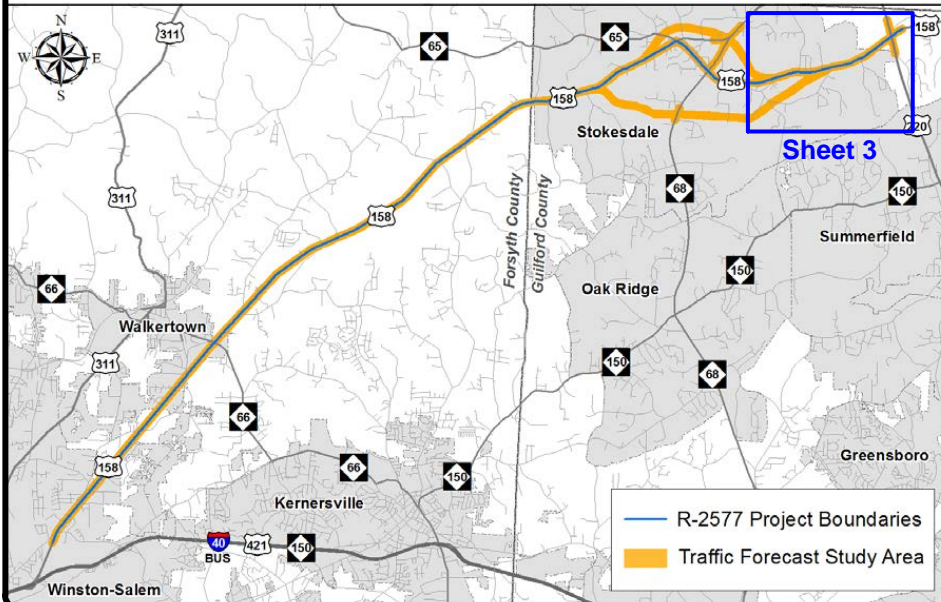 311
65
65
158
158
N
W
E
S
158
220
Stokesdale
Sheet 3
68
150
311
158
Summerfield
Forsyth County
Guilford County
66
Oak Ridge
150
Walkertown
311
150
68
66
158
66
150
Greensboro
Kernersville
R-2577 Project Boundaries
40
BUS
421
150
Traffic Forecast Study Area
Winston-Salem